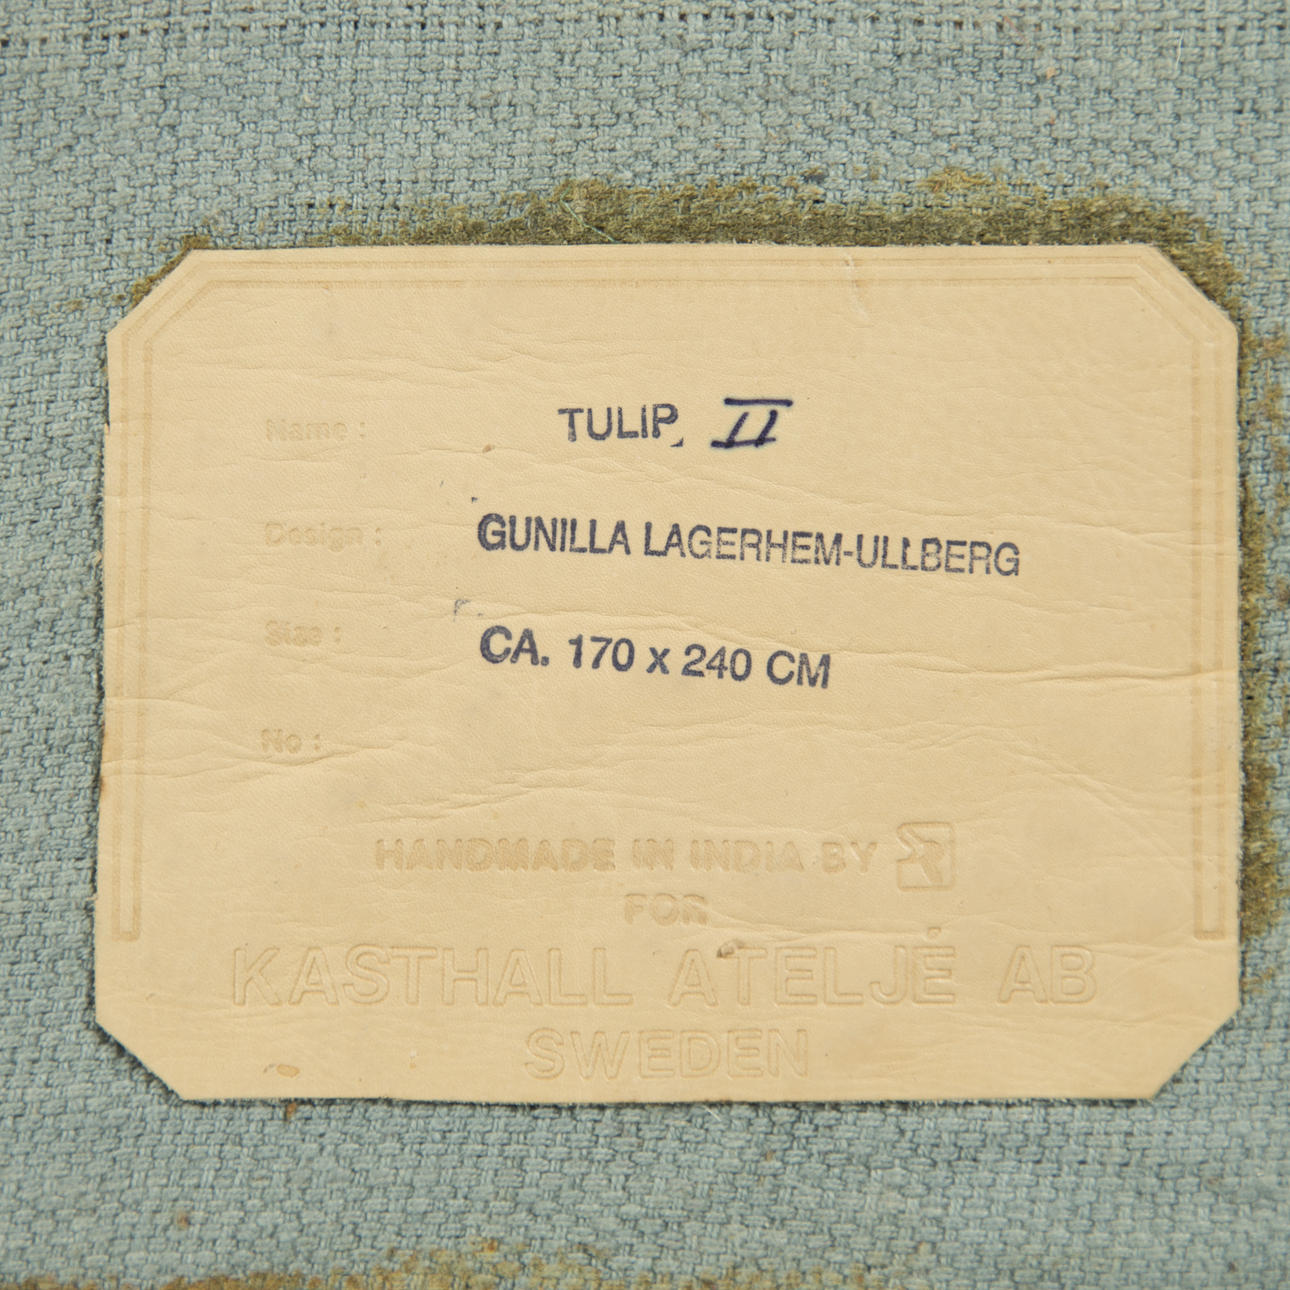 Name : TULIP II
Design : GUNILLA LAGERHEM-ULLBERG
Size : CA. 170 x 240 CM
No :
HANDMADE IN INDIA BY
FOR
KASTHALL ATELJÉ AB
SWEDEN